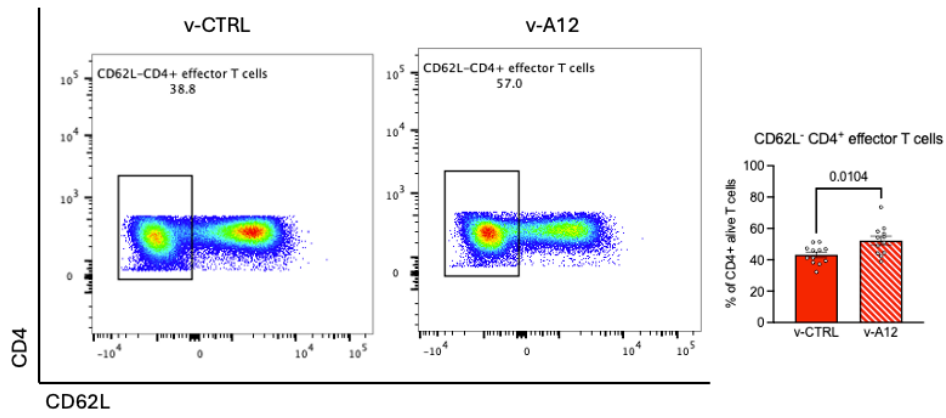 v-CTRL
v-A12
CD62L−CD4+ effector T cells
38.8
CD62L−CD4+ effector T cells
57.0
10⁵
10⁴
10³
0
−10⁴
0
10⁴
10⁵
10⁵
10⁴
10³
0
−10⁴
0
10⁴
10⁵
CD4
CD62L
CD62L⁻ CD4⁺ effector T cells
0.0104
% of CD4+ alive T cells
100
80
60
40
20
0
v-CTRL
v-A12